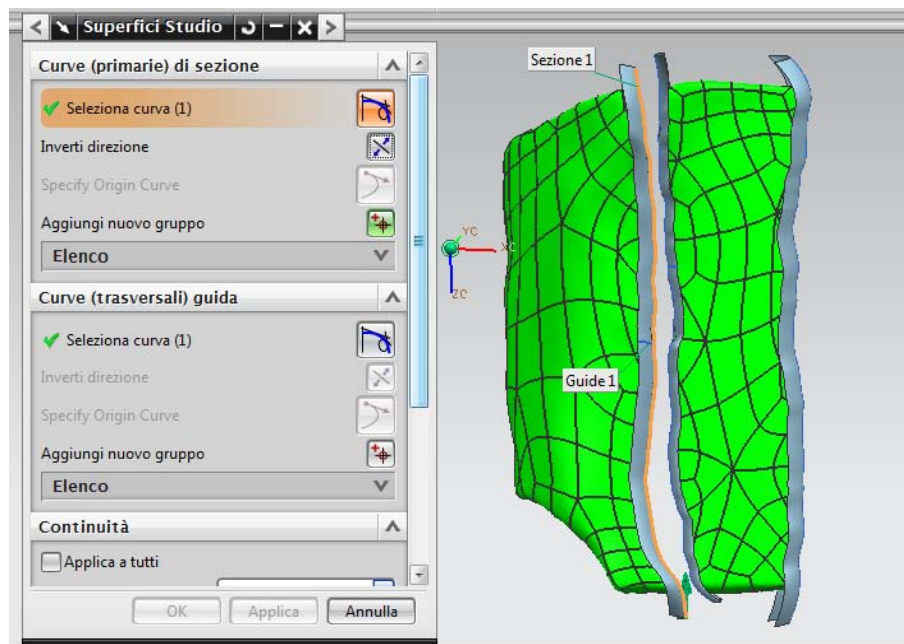 Superfici Studio
Curve (primarie) di sezione
Seleziona curva (1)
Inverti direzione
Specify Origin Curve
Aggiungi nuovo gruppo
Elenco
Curve (trasversali) guida
Seleziona curva (1)
Inverti direzione
Specify Origin Curve
Aggiungi nuovo gruppo
Elenco
Continuità
Applica a tutti
OK Applica Annulla
Sezione 1
YC
XC
ZC
Guide 1